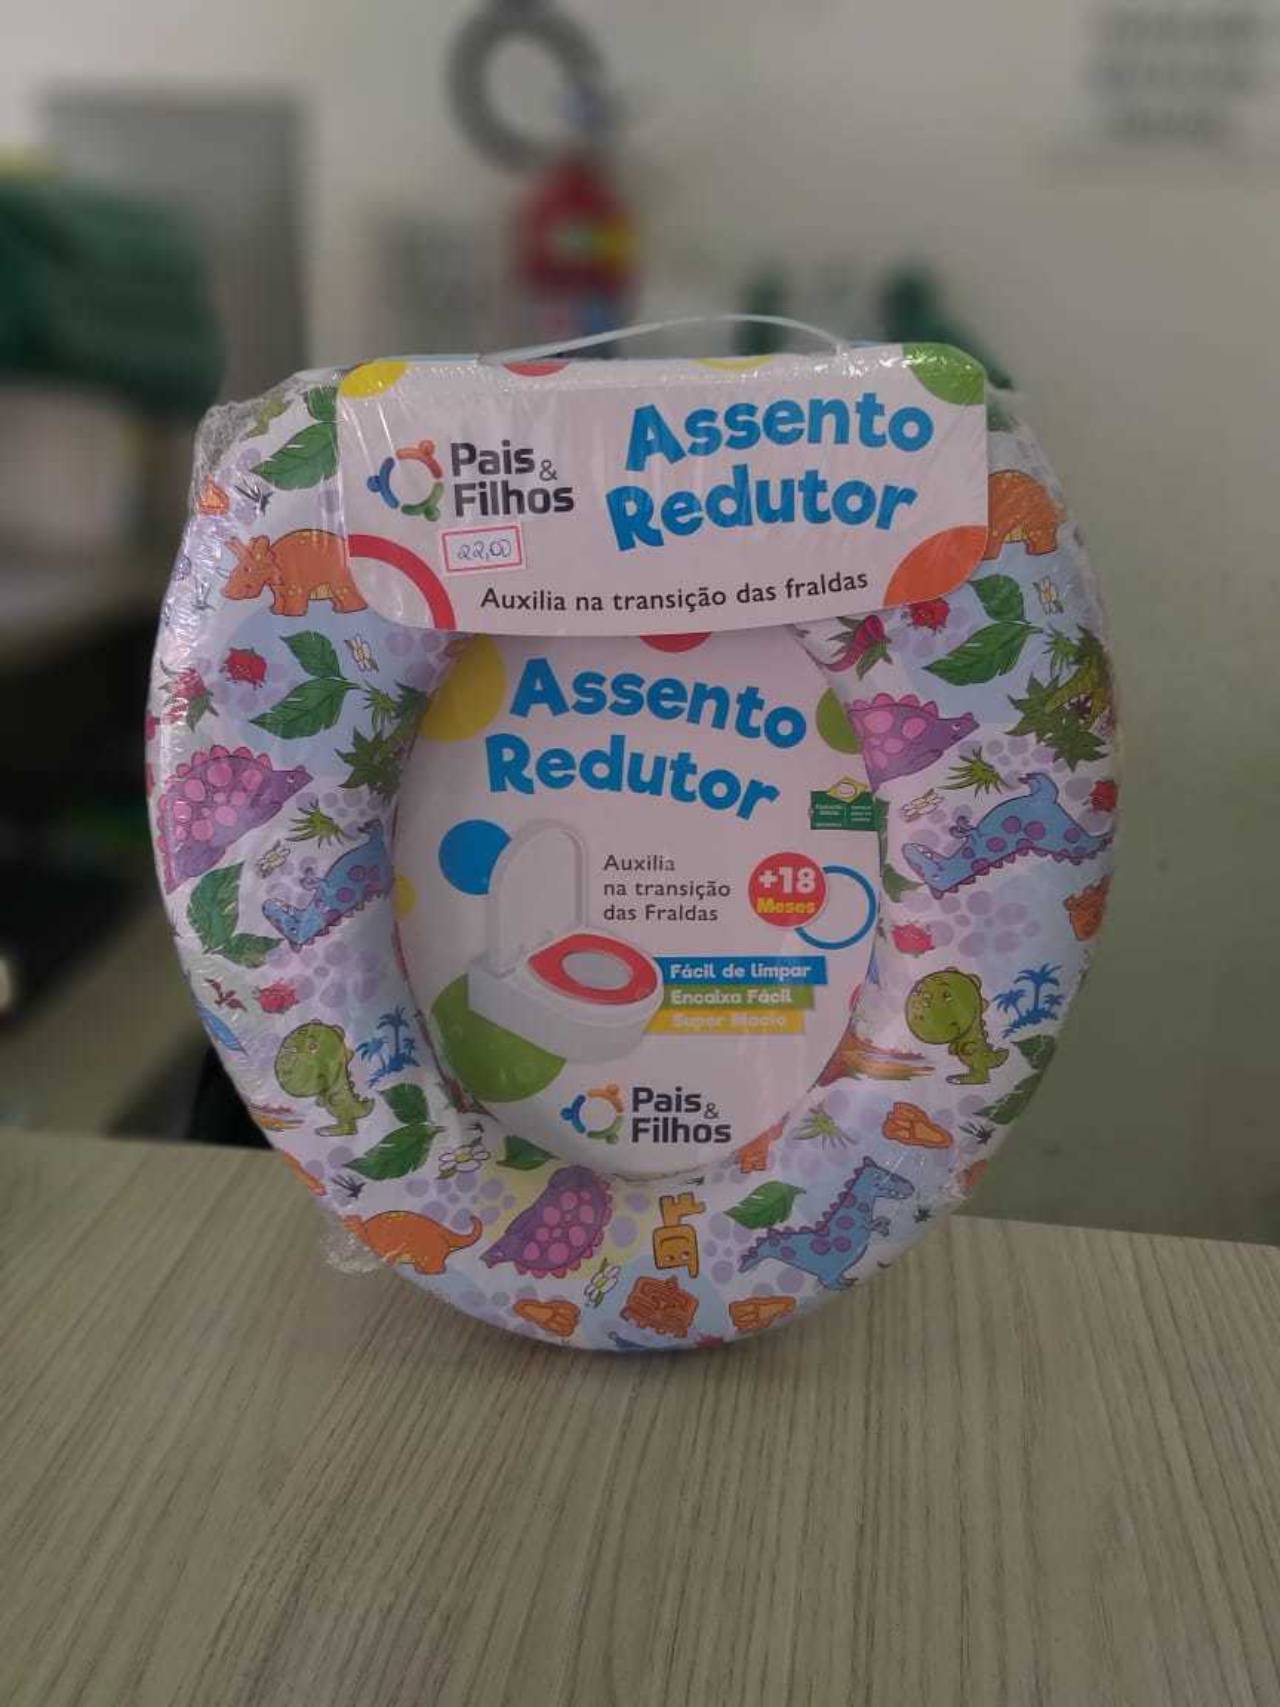 Pais &
Filhos
Assento
Redutor
22,00
Auxilia na transição das fraldas
Assento
Redutor
Auxilia
na transição
das Fraldas
+18
Meses
Fácil de limpar
Encaixa Fácil
Super Macio
Pais &
Filhos